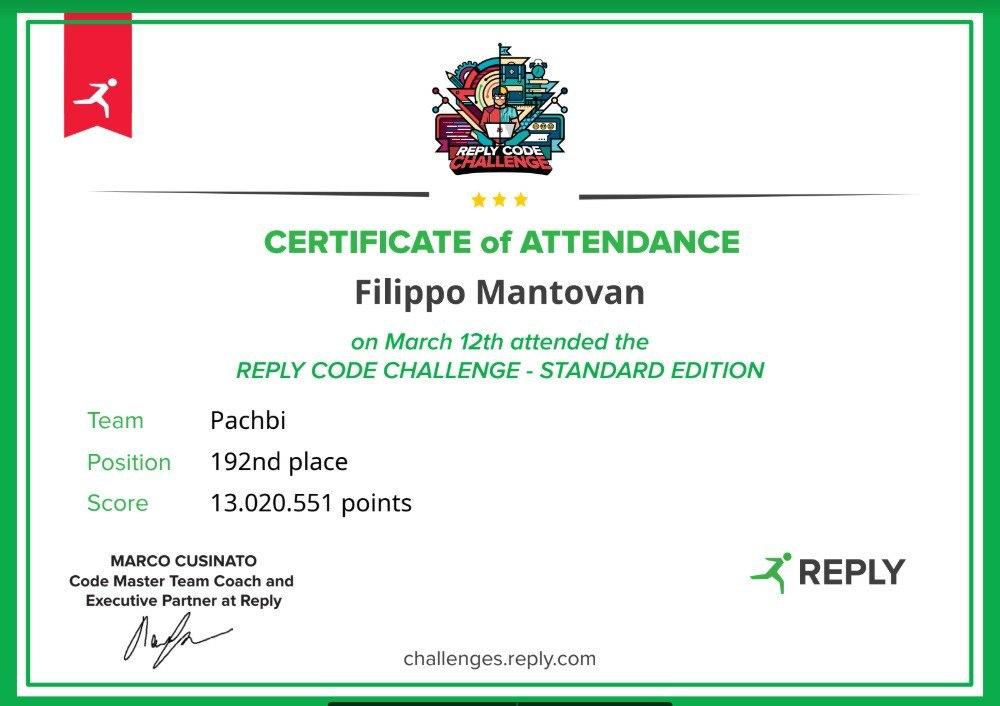 REPLY CODE
CHALLENGE
CERTIFICATE of ATTENDANCE
Filippo Mantovan
on March 12th attended the
REPLY CODE CHALLENGE - STANDARD EDITION
Team Pachbi
Position 192nd place
Score 13.020.551 points
MARCO CUSINATO
Code Master Team Coach and
Executive Partner at Reply
REPLY
challenges.reply.com